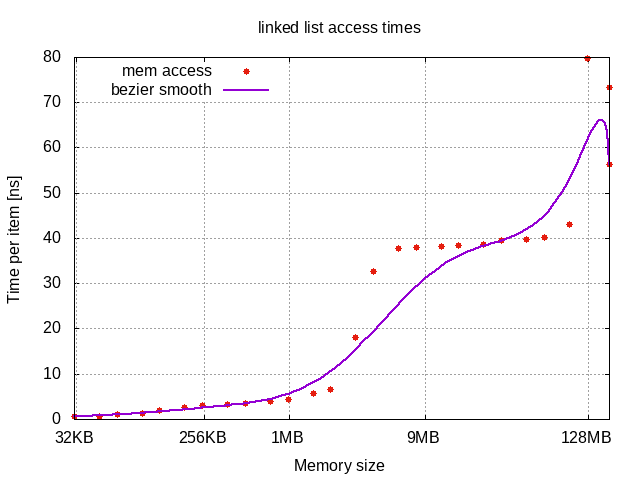 linked list access times
mem access
bezier smooth
80
70
60
50
40
30
20
10
0
Time per item [ns]
32KB 256KB 1MB 9MB 128MB
Memory size